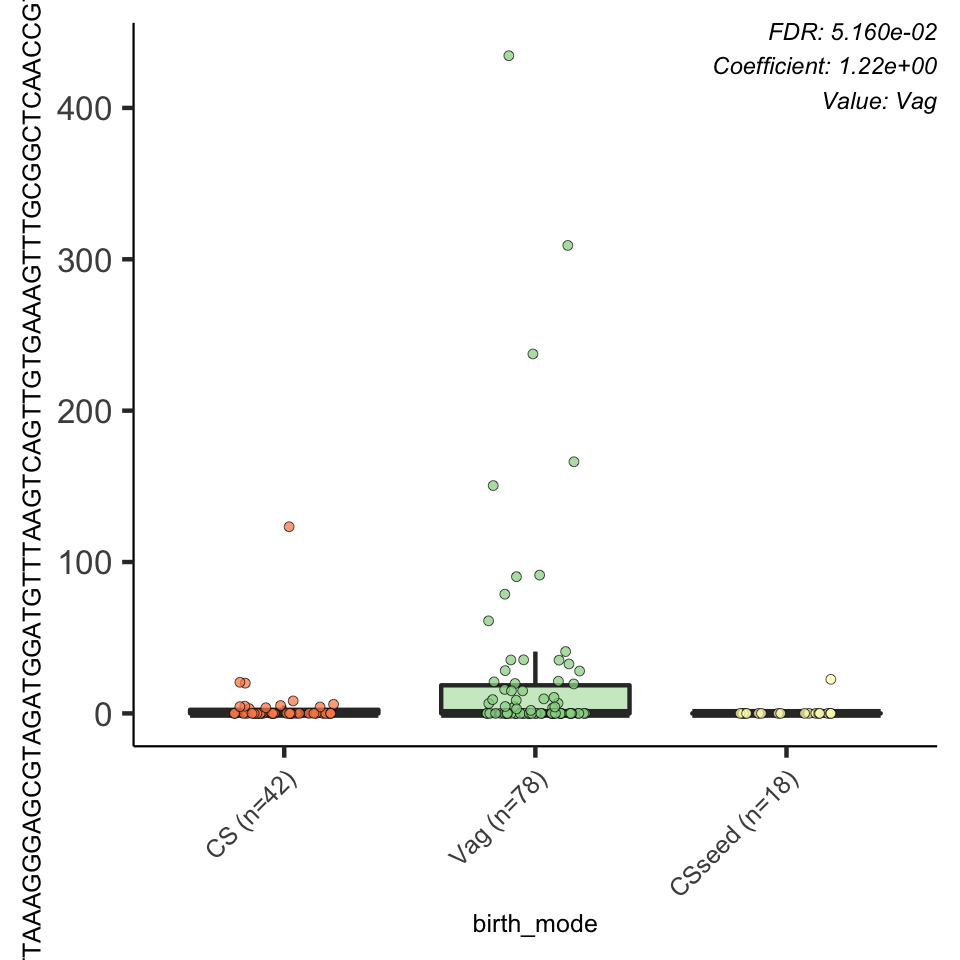 TTAAAGGGAGCGTAGATGGATGTTTAAGTCAGTTGTGAAAGTTTGCGGCTCAACCG
FDR: 5.160e-02
Coefficient: 1.22e+00
Value: Vag
400
300
200
100
0
CS (n=42)
Vag (n=78)
CSseed (n=18)
birth_mode